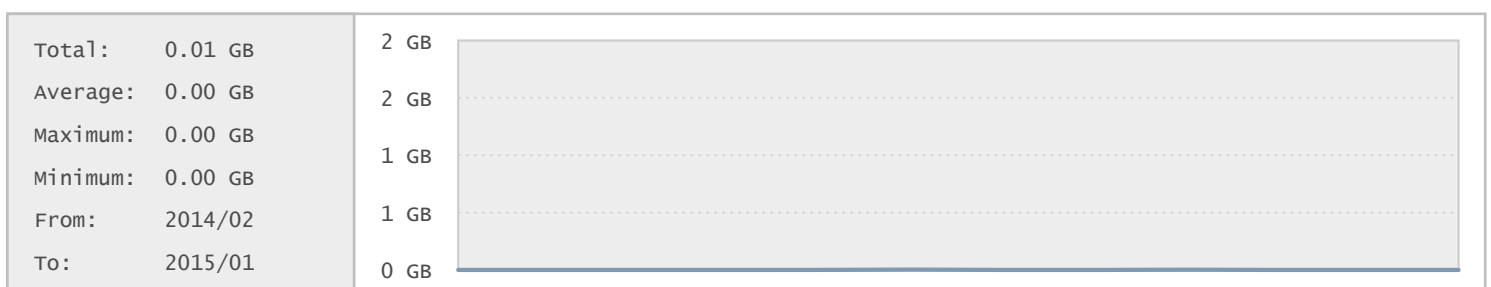 Total: 0.01 GB
Average: 0.00 GB
Maximum: 0.00 GB
Minimum: 0.00 GB
From: 2014/02
To: 2015/01
2 GB
2 GB
1 GB
1 GB
0 GB